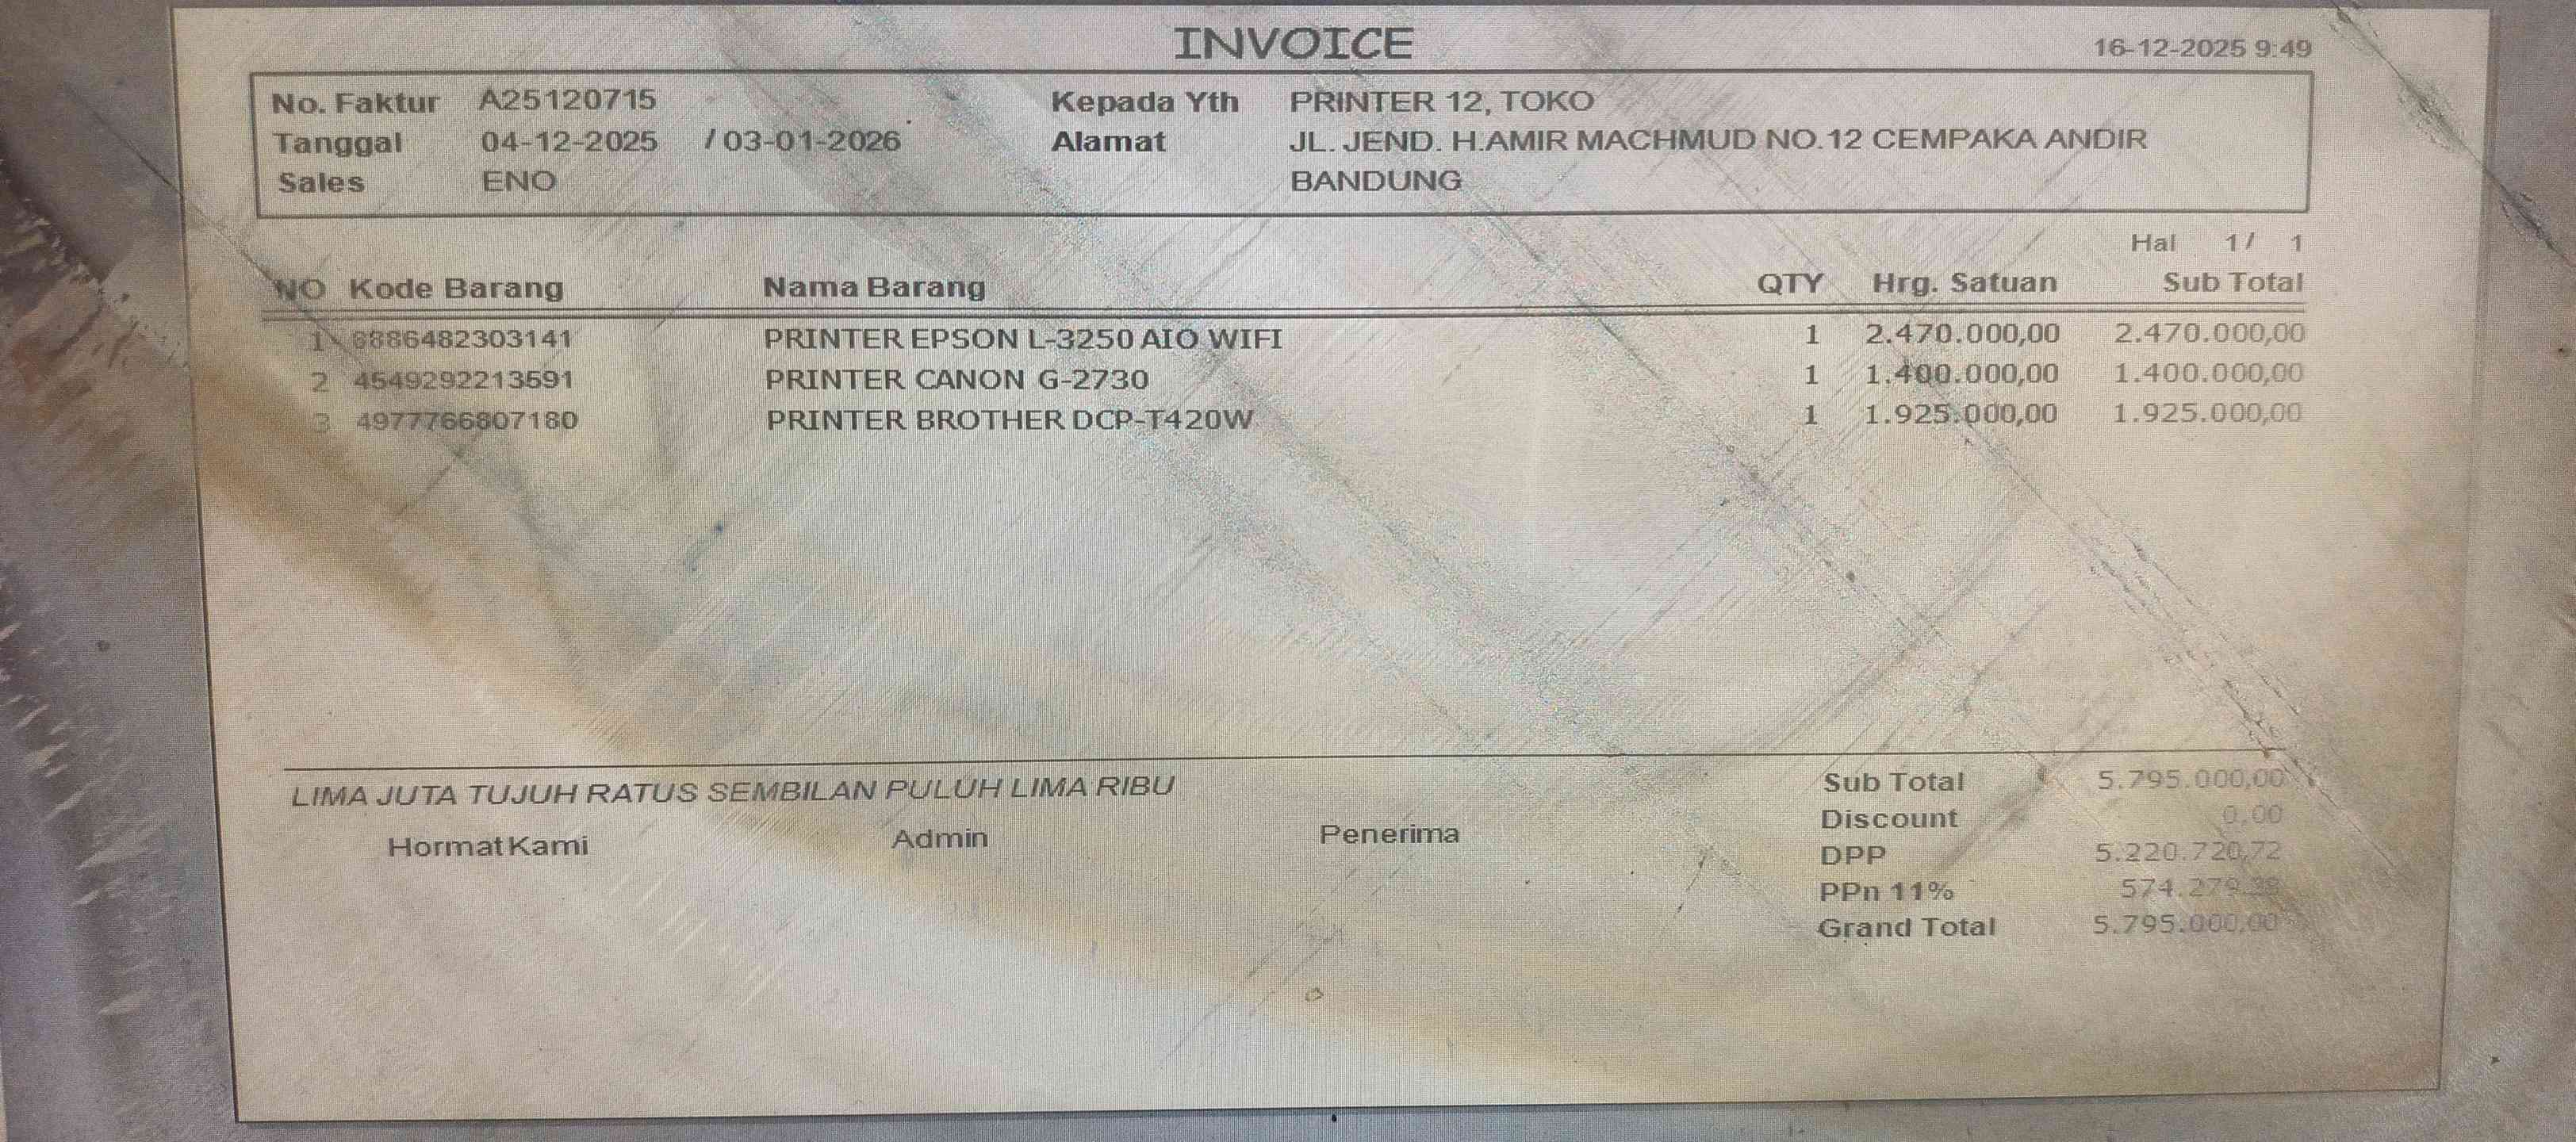 INVOICE
16-12-2025 9:49
No. Faktur A25120715 Kepada Yth PRINTER 12, TOKO
Tanggal 04-12-2025 / 03-01-2026 Alamat JL. JEND. H.AMIR MACHMUD NO.12 CEMPAKA ANDIR
Sales ENO BANDUNG
Hal 1/ 1
NO Kode Barang Nama Barang QTY Hrg. Satuan Sub Total
1 8886482303141 PRINTER EPSON L-3250 AIO WIFI 1 2.470.000,00 2.470.000,00
2 4549292213591 PRINTER CANON G-2730 1 1.400.000,00 1.400.000,00
3 4977766807180 PRINTER BROTHER DCP-T420W 1 1.925.000,00 1.925.000,00
LIMA JUTA TUJUH RATUS SEMBILAN PULUH LIMA RIBU
Hormat Kami Admin Penerima
Sub Total 5.795.000,00
Discount 0,00
DPP 5.220.720,72
PPn 11%
Grand Total 5.795.000,00